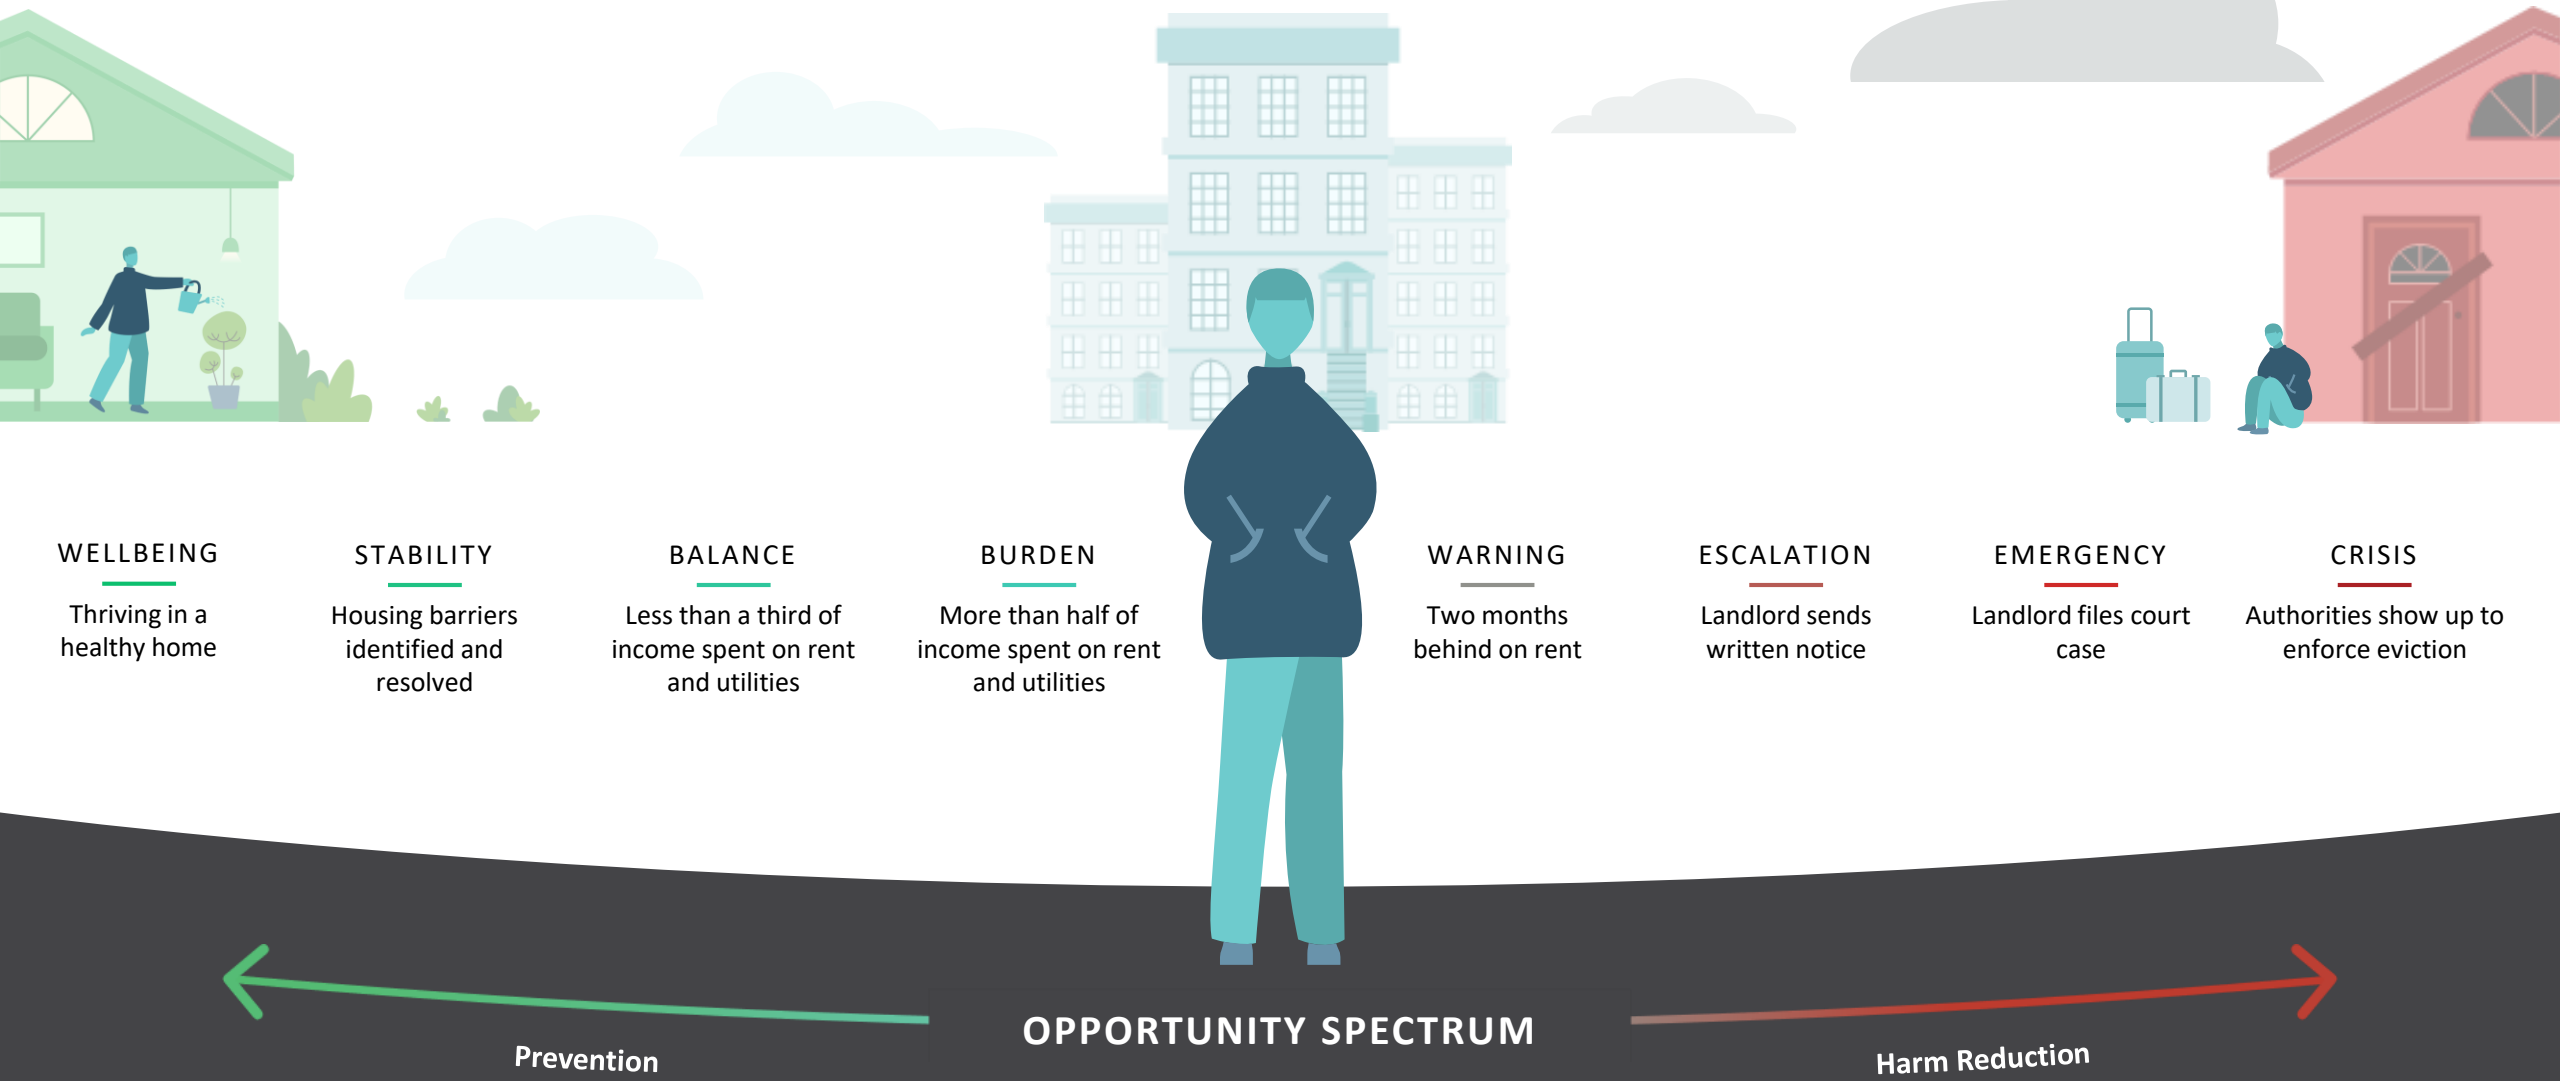 WELLBEING
Thriving in a
healthy home
STABILITY
Housing barriers
identified and
resolved
BALANCE
Less than a third of
income spent on rent
and utilities
BURDEN
More than half of
income spent on rent
and utilities
WARNING
Two months
behind on rent
ESCALATION
Landlord sends
written notice
EMERGENCY
Landlord files court
case
CRISIS
Authorities show up to
enforce eviction
OPPORTUNITY SPECTRUM
Prevention
Harm Reduction